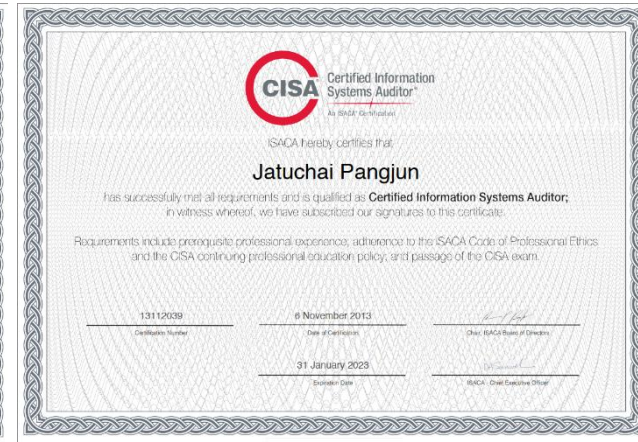 CISA
Certified Information
Systems Auditor®
An ISACA® Certification
ISACA hereby certifies that
Jatuchai Pangjun
has successfully met all requirements and is qualified as Certified Information Systems Auditor;
in witness whereof, we have subscribed our signatures to this certificate.
Requirements include prerequisite professional experience; adherence to the ISACA Code of Professional Ethics
and the CISA continuing professional education policy; and passage of the CISA exam.
13112039
Certification Number
6 November 2013
Date of Certification
Chair, ISACA Board of Directors
31 January 2023
Expiration Date
ISACA - Chief Executive Officer